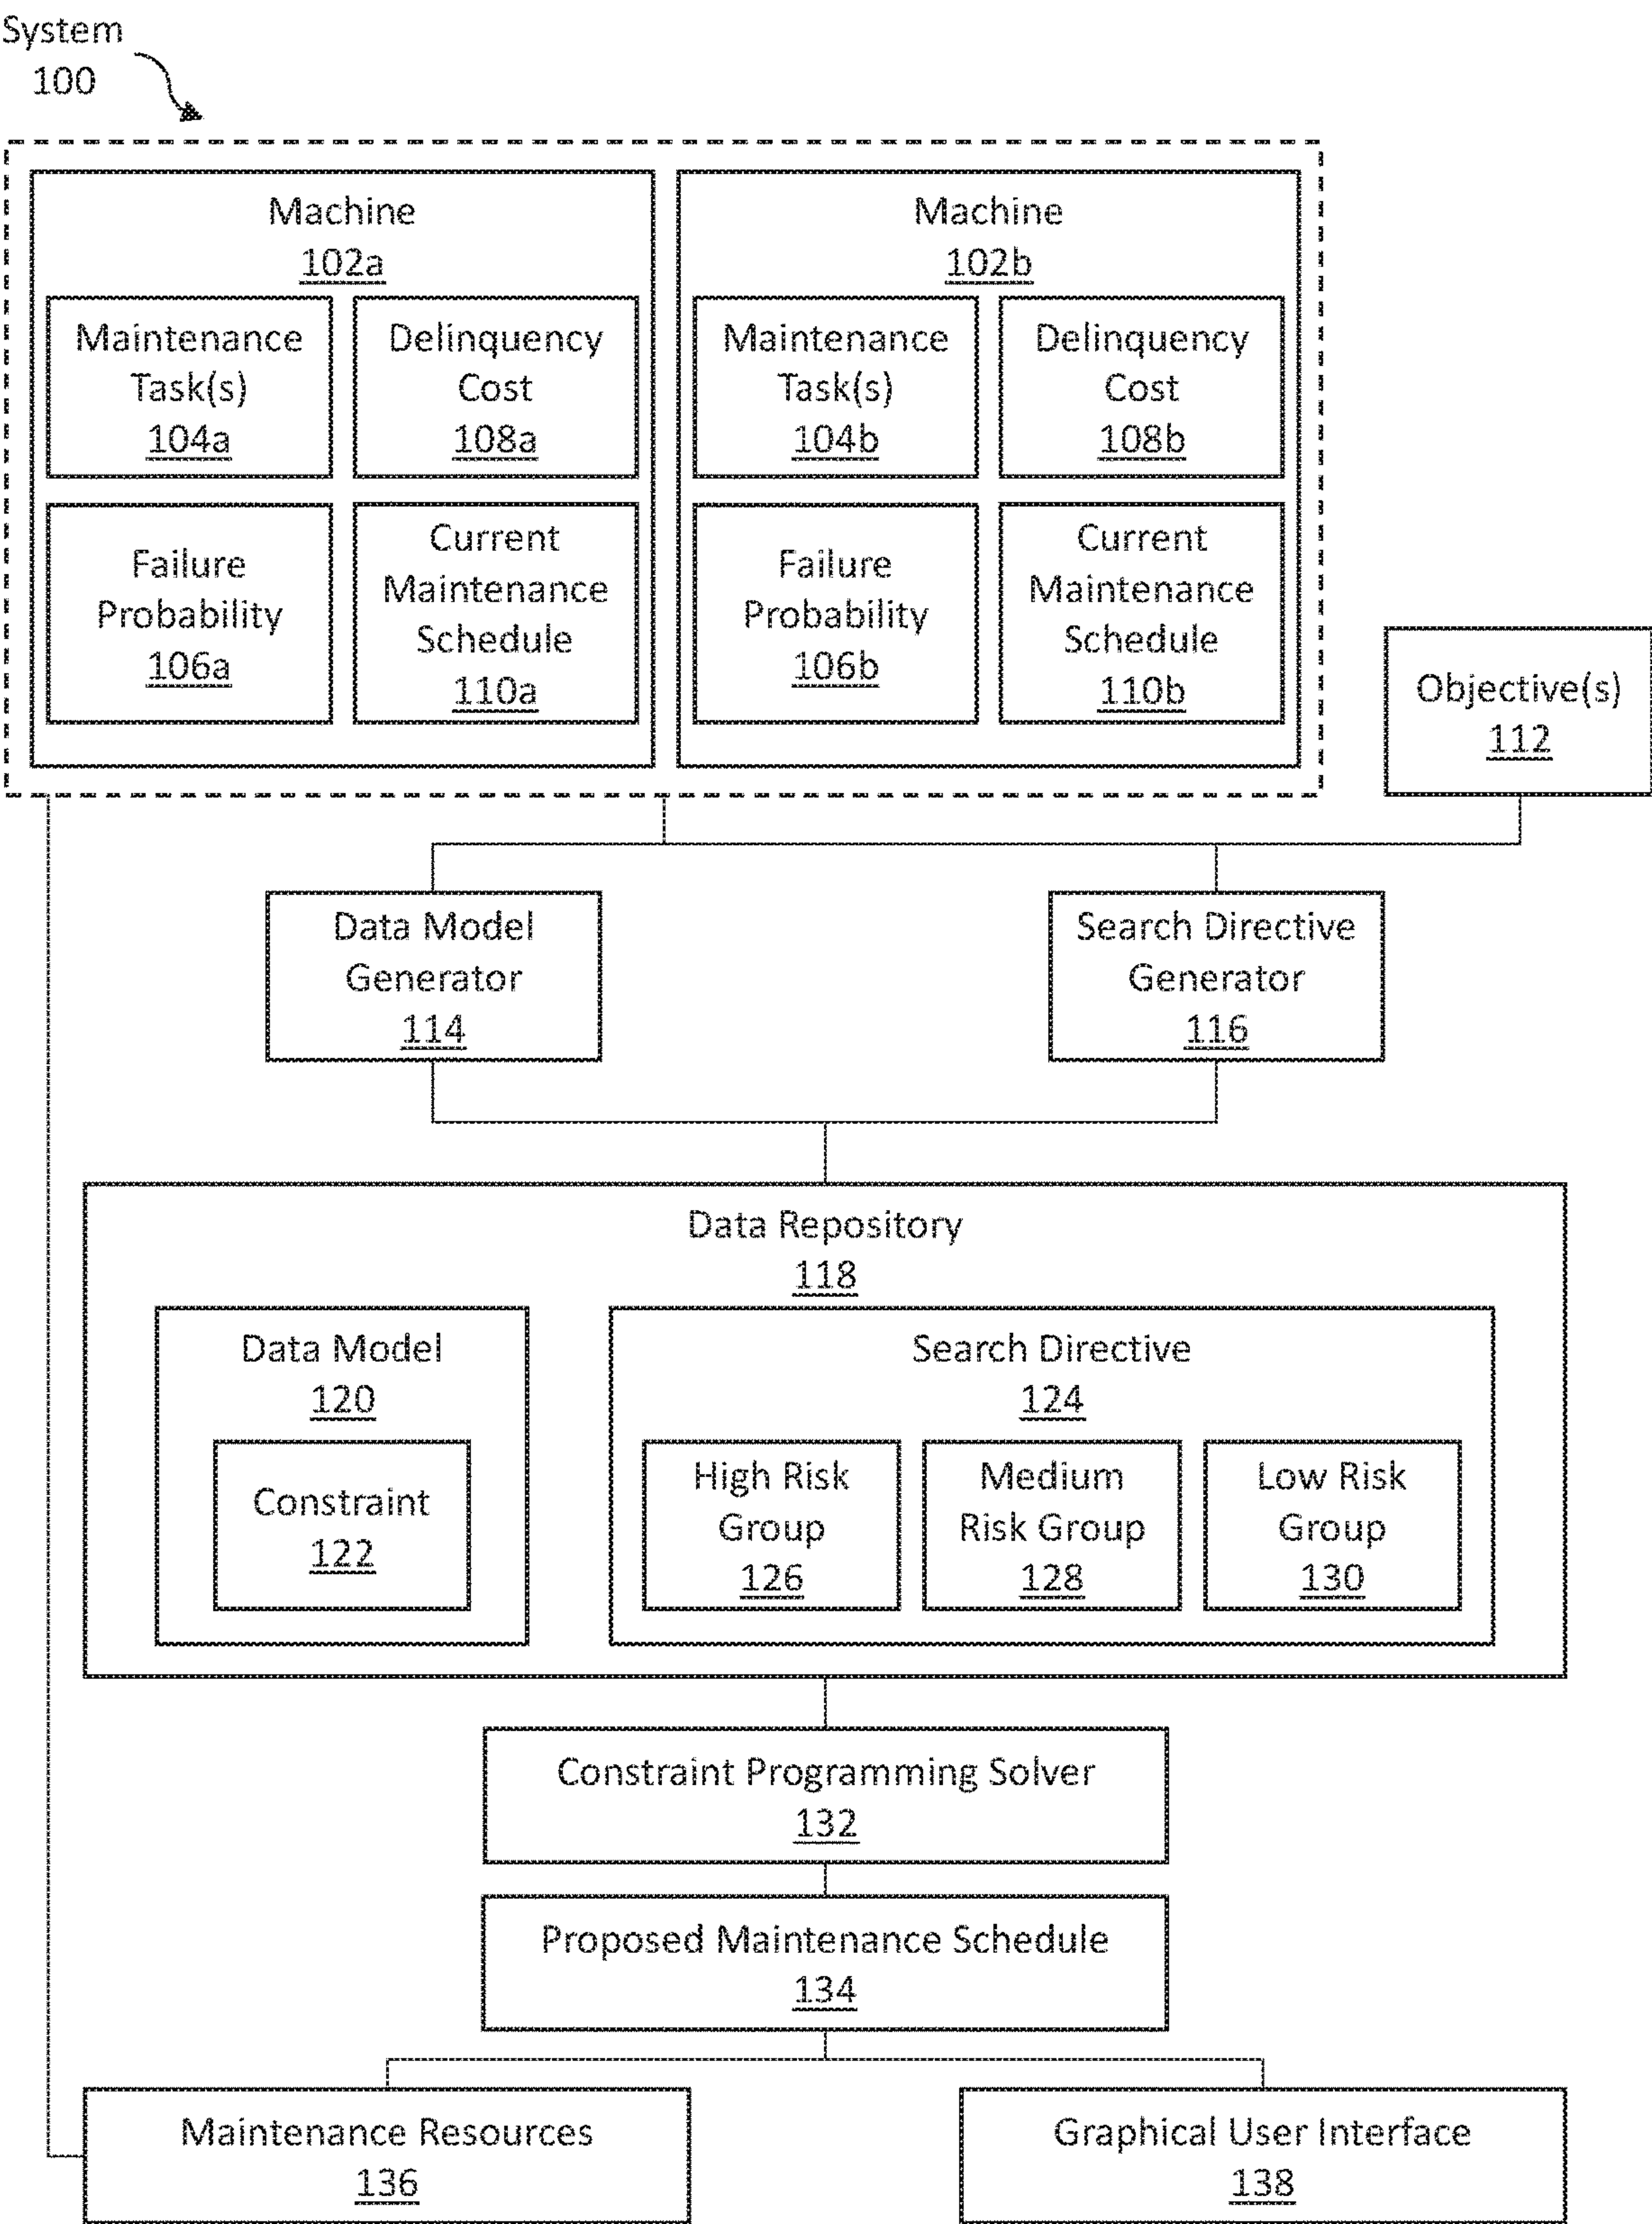 System
100
Machine
102a
Maintenance
Task(s)
104a
Delinquency
Cost
108a
Failure
Probability
106a
Current
Maintenance
Schedule
110a
Machine
102b
Maintenance
Task(s)
104b
Delinquency
Cost
108b
Failure
Probability
106b
Current
Maintenance
Schedule
110b
Objective(s)
112
Data Model
Generator
114
Search Directive
Generator
116
Data Repository
118
Data Model
120
Constraint
122
Search Directive
124
High Risk
Group
126
Medium
Risk Group
128
Low Risk
Group
130
Constraint Programming Solver
132
Proposed Maintenance Schedule
134
Maintenance Resources
136
Graphical User Interface
138